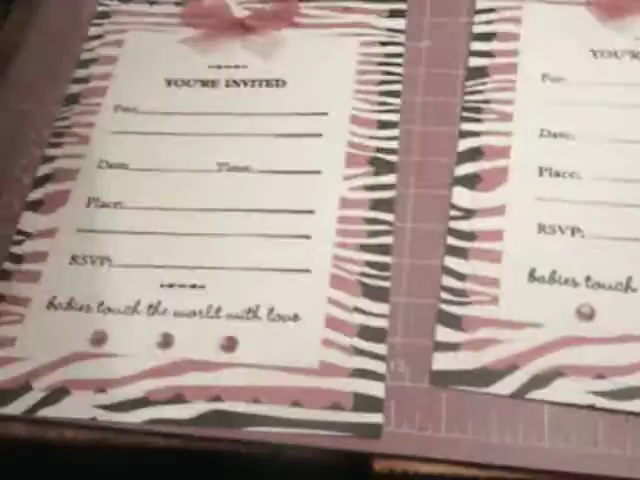 YOU'RE INVITED
For:
Date: Time:
Place:
RSVP:
babies touch the world with love
YOU'R
For:
Date:
Place:
RSVP:
babies touch